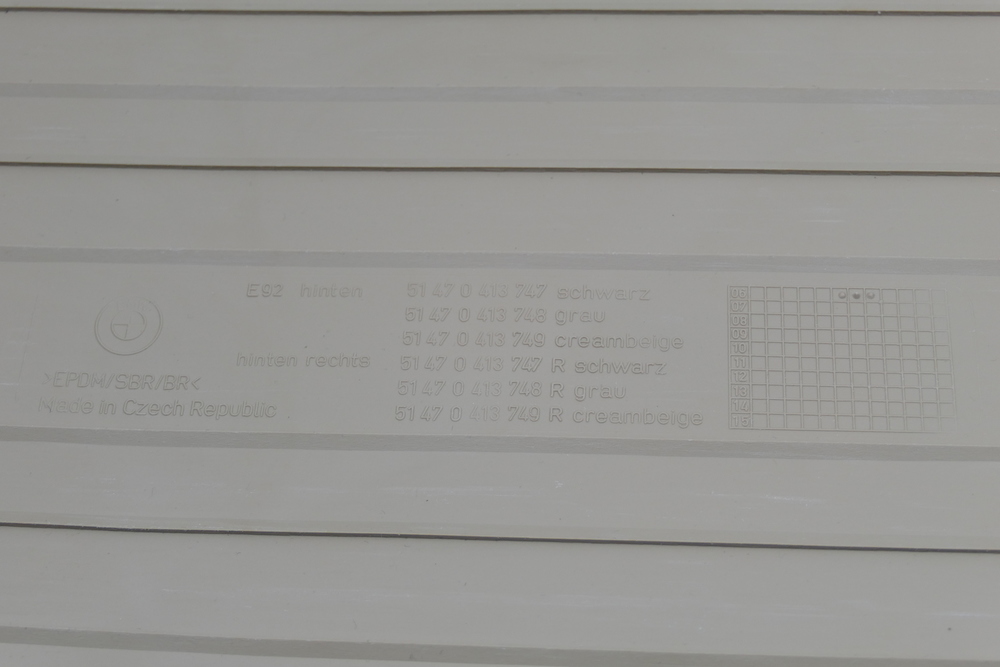 E92 hinten 51 47 0 413 747 schwarz
51 47 0 413 748 grau
51 47 0 413 749 creambeige
hinten rechts 51 47 0 413 747 R schwarz
51 47 0 413 748 R grau
51 47 0 413 749 R creambeige
>EPDM/SBR/BR<
Made in Czech Republic
06
07
08
09
10
11
12
13
14
15